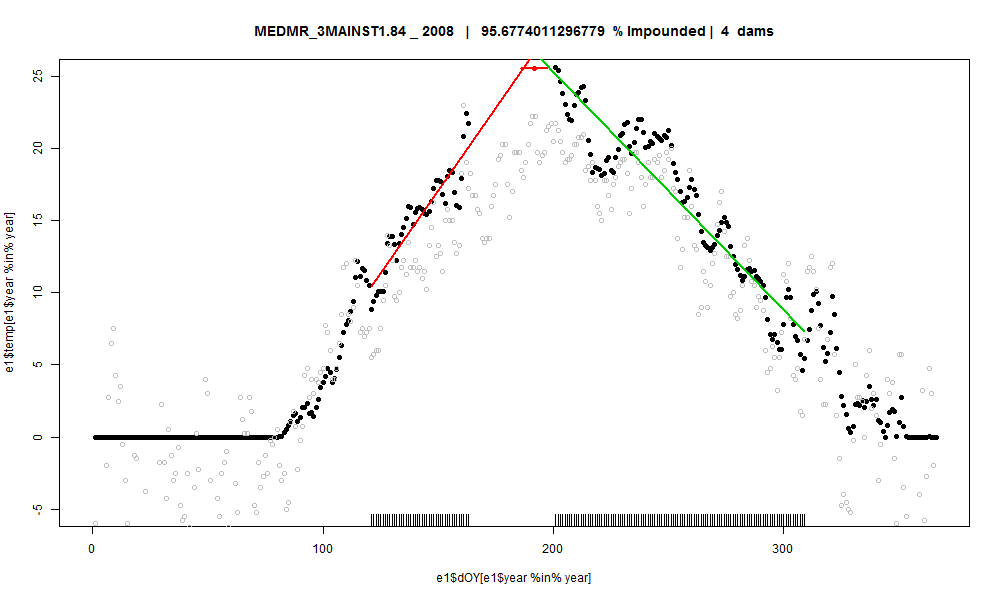 MEDMR_3MAINST1.84 _ 2008 | 95.6774011296779 % Impounded | 4 dams
e1$temp[e1$year %in% year]
25
20
15
10
5
0
-5
0 100 200 300
e1$dOY[e1$year %in% year]